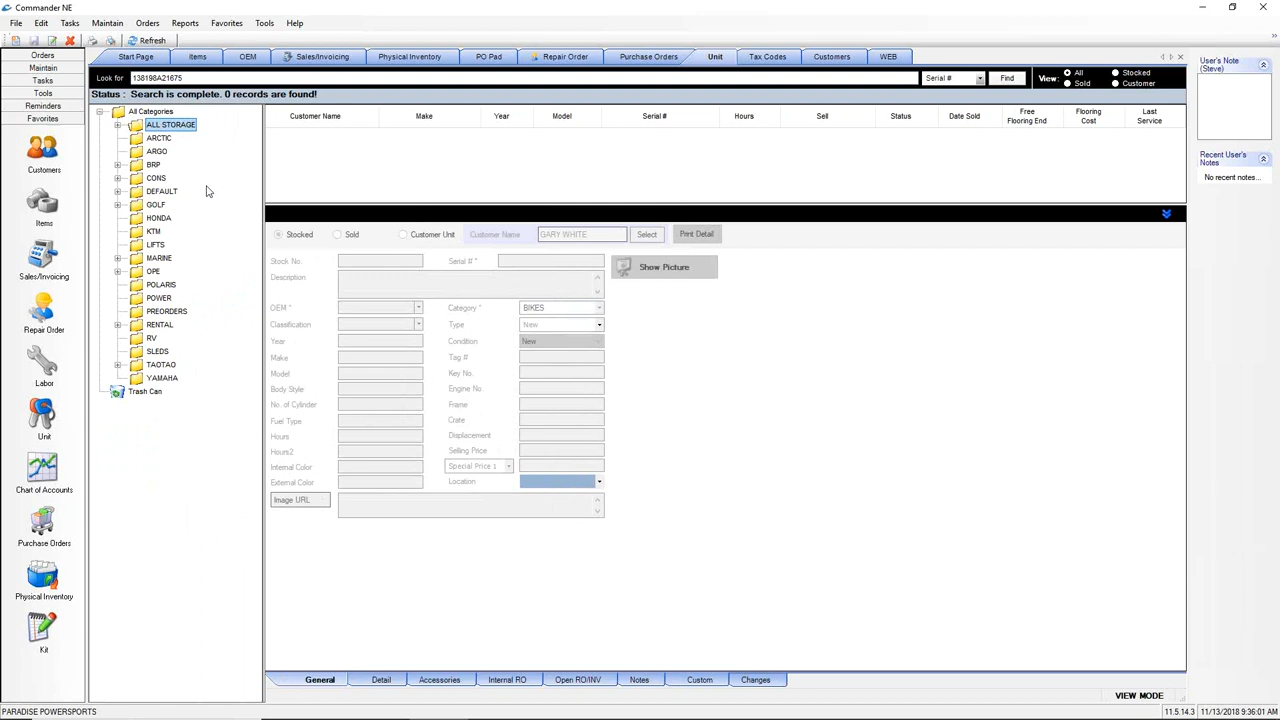 Commander NE
File Edit Tasks Maintain Orders Reports Favorites Tools Help
Refresh
Orders
Maintain
Tasks
Tools
Reminders
Favorites
Customers
Items
Sales/Invoicing
Repair Order
Labor
Unit
Chart of Accounts
Purchase Orders
Physical Inventory
Kit
Start Page Items OEM Sales/Invoicing Physical Inventory PO Pad Repair Order Purchase Orders Unit Tax Codes Customers WEB
Look for 138198A21675 Serial # Find View: All Stocked Sold Customer
Status : Search is complete. 0 records are found!
All Categories
ALL STORAGE
ARCTIC
ARGO
BRP
CONS
DEFAULT
GOLF
HONDA
KTM
LIFTS
MARINE
OPE
POLARIS
POWER
PREORDERS
RENTAL
RV
SLEDS
TAOTAO
YAMAHA
Trash Can
Customer Name Make Year Model Serial # Hours Sell Status Date Sold Free Flooring End Flooring Cost Last Service
Stocked Sold Customer Unit Customer Name GARY WHITE Select Print Detail
Stock No. Serial # *
Description
Show Picture
OEM * Category * BIKES
Classification Type New
Year Condition New
Make Tag #
Model Key No.
Body Style Engine No.
No. of Cylinder Frame
Fuel Type Crate
Hours Displacement
Hours2 Selling Price
Internal Color Special Price 1
External Color Location
Image URL
General Detail Accessories Internal RO Open RO/INV Notes Custom Changes
VIEW MODE
User's Note (Steve)
Recent User's Notes
No recent notes...
PARADISE POWERSPORTS 11.5.14.3 11/13/2018 9:36:01 AM